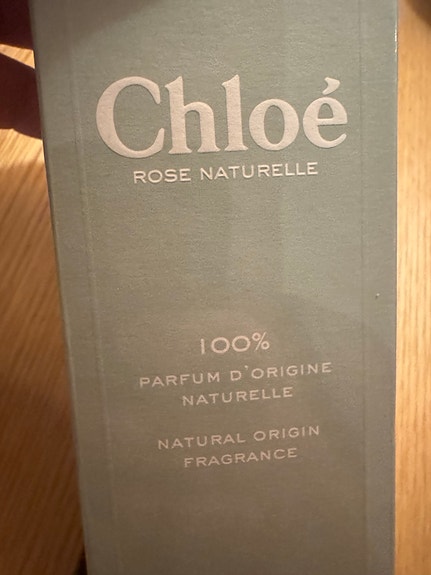 Chloé
ROSE NATURELLE
100%
PARFUM D'ORIGINE
NATURELLE
NATURAL ORIGIN
FRAGRANCE